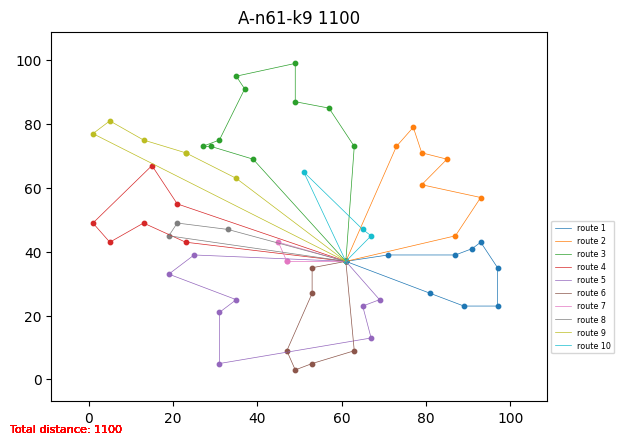 A-n61-k9 1100
100
80
60
40
20
0
0 20 40 60 80 100
route 1
route 2
route 3
route 4
route 5
route 6
route 7
route 8
route 9
route 10
Total distance: 1100